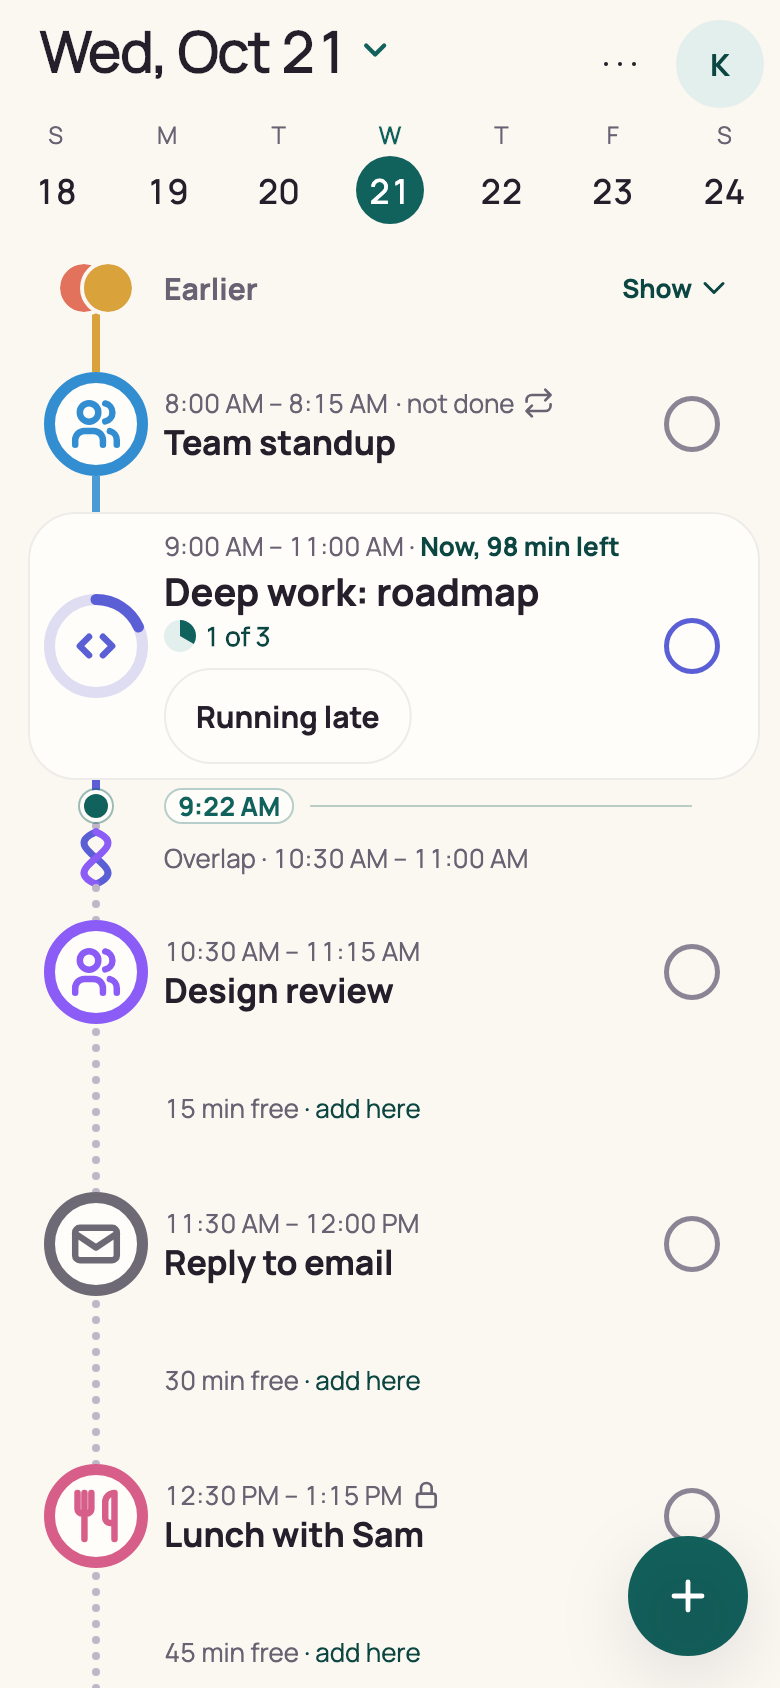 Wed, Oct 21
...
K
S M T W T F S
18 19 20 21 22 23 24
Earlier
Show
8:00 AM – 8:15 AM · not done
Team standup
9:00 AM – 11:00 AM · Now, 98 min left
Deep work: roadmap
1 of 3
Running late
9:22 AM
Overlap · 10:30 AM – 11:00 AM
10:30 AM – 11:15 AM
Design review
15 min free · add here
11:30 AM – 12:00 PM
Reply to email
30 min free · add here
12:30 PM – 1:15 PM
Lunch with Sam
45 min free · add here